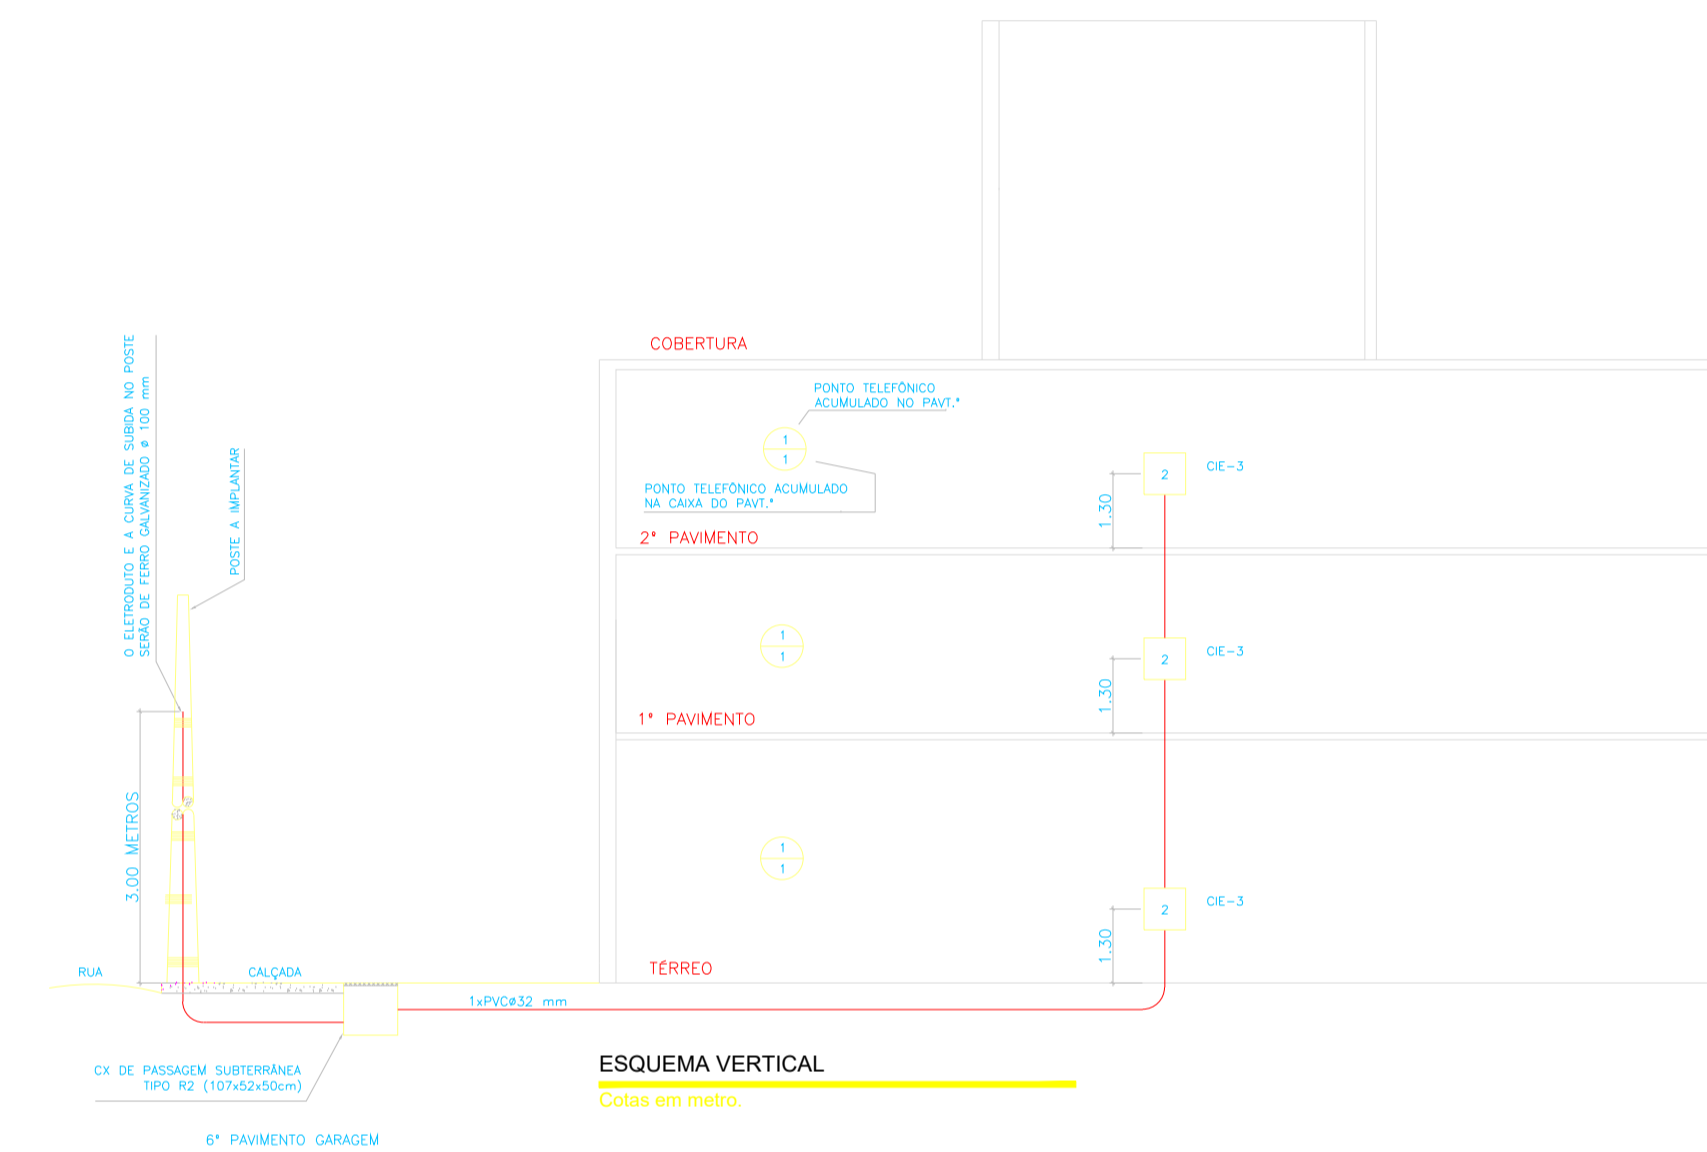 COBERTURA
PONTO TELEFÔNICO
ACUMULADO NO PAVT.°
1
1
PONTO TELEFÔNICO ACUMULADO
NA CAIXA DO PAVT.°
2° PAVIMENTO
2
CIE-3
1.30
O ELETRODUTO E A CURVA DE SUBIDA NO POSTE
SERÃO DE FERRO GALVANIZADO ø 100 mm
POSTE A IMPLANTAR
1
1
1° PAVIMENTO
2
CIE-3
1.30
3.00 METROS
1
1
TÉRREO
2
CIE-3
1.30
RUA
CALÇADA
1xPVCø32 mm
CX DE PASSAGEM SUBTERRÂNEA
TIPO R2 (107x52x50cm)
ESQUEMA VERTICAL
Cotas em metro.
6° PAVIMENTO GARAGEM